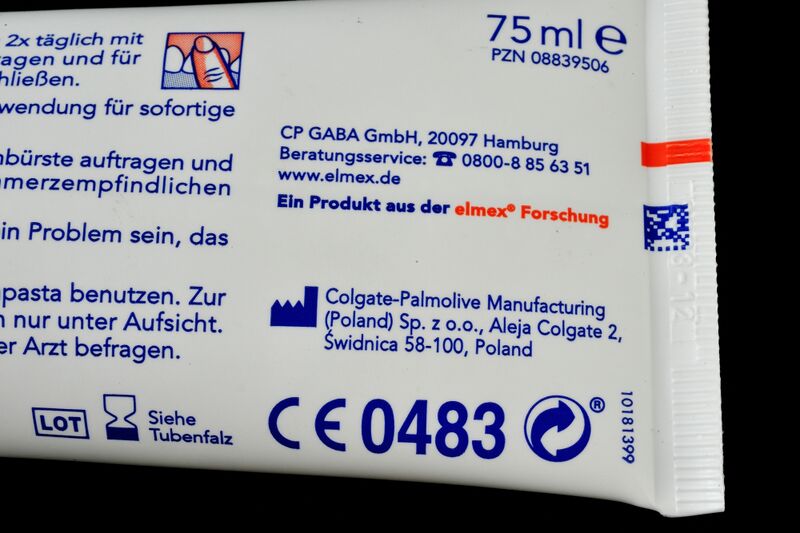 2x täglich mit
ragen und für
hließen.
wendung für sofortige
nbürste auftragen und
merzempfindlichen
in Problem sein, das
npasta benutzen. Zur
n nur unter Aufsicht.
er Arzt befragen.
LOT
Siehe
Tubenfalz
75 ml e
PZN 08839506
CP GABA GmbH, 20097 Hamburg
Beratungsservice: ☎ 0800-8 85 63 51
www.elmex.de
Ein Produkt aus der elmex® Forschung
Colgate-Palmolive Manufacturing
(Poland) Sp. z o.o., Aleja Colgate 2,
Świdnica 58-100, Poland
CE 0483
®
10181399